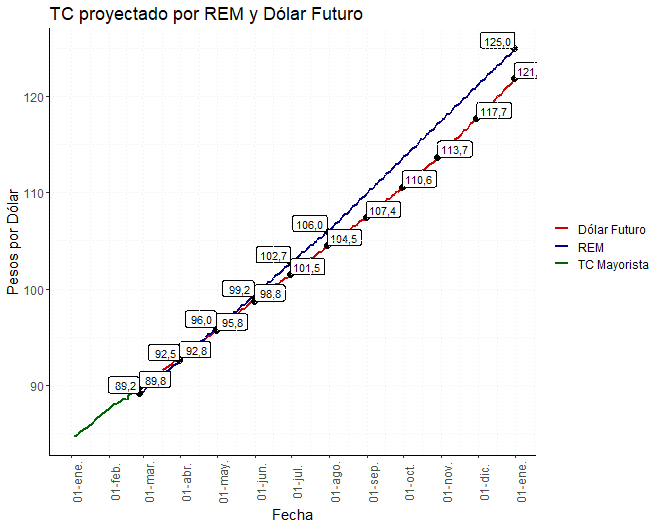 TC proyectado por REM y Dólar Futuro
125,0
121,
120
117,7
113,7
110
110,6
107,4
106,0
104,5
102,7
101,5
100
99,2
98,8
96,0
95,8
92,5
92,8
90
89,2
89,8
Pesos por Dólar
Dólar Futuro
REM
TC Mayorista
01-ene.
01-feb.
01-mar.
01-abr.
01-may.
01-jun.
01-jul.
01-ago.
01-sep.
01-oct.
01-nov.
01-dic.
01-ene.
Fecha